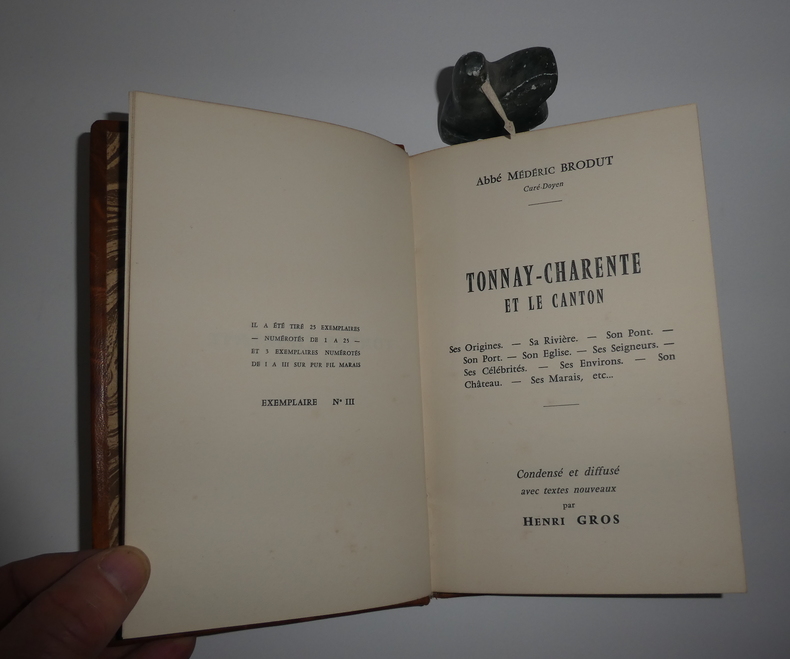 IL A ÉTÉ TIRÉ 25 EXEMPLAIRES
— NUMÉROTÉS DE 1 A 25 —
ET 3 EXEMPLAIRES NUMÉROTÉS
DE I A III SUR PUR FIL MARAIS
EXEMPLAIRE N° III
Abbé MÉDÉRIC BRODUT
Curé-Doyen
TONNAY-CHARENTE
ET LE CANTON
Ses Origines. — Sa Rivière. — Son Pont. —
Son Port. — Son Eglise. — Ses Seigneurs. —
Ses Célébrités. — Ses Environs. — Son
Château. — Ses Marais, etc...
Condensé et diffusé
avec textes nouveaux
par
HENRI GROS